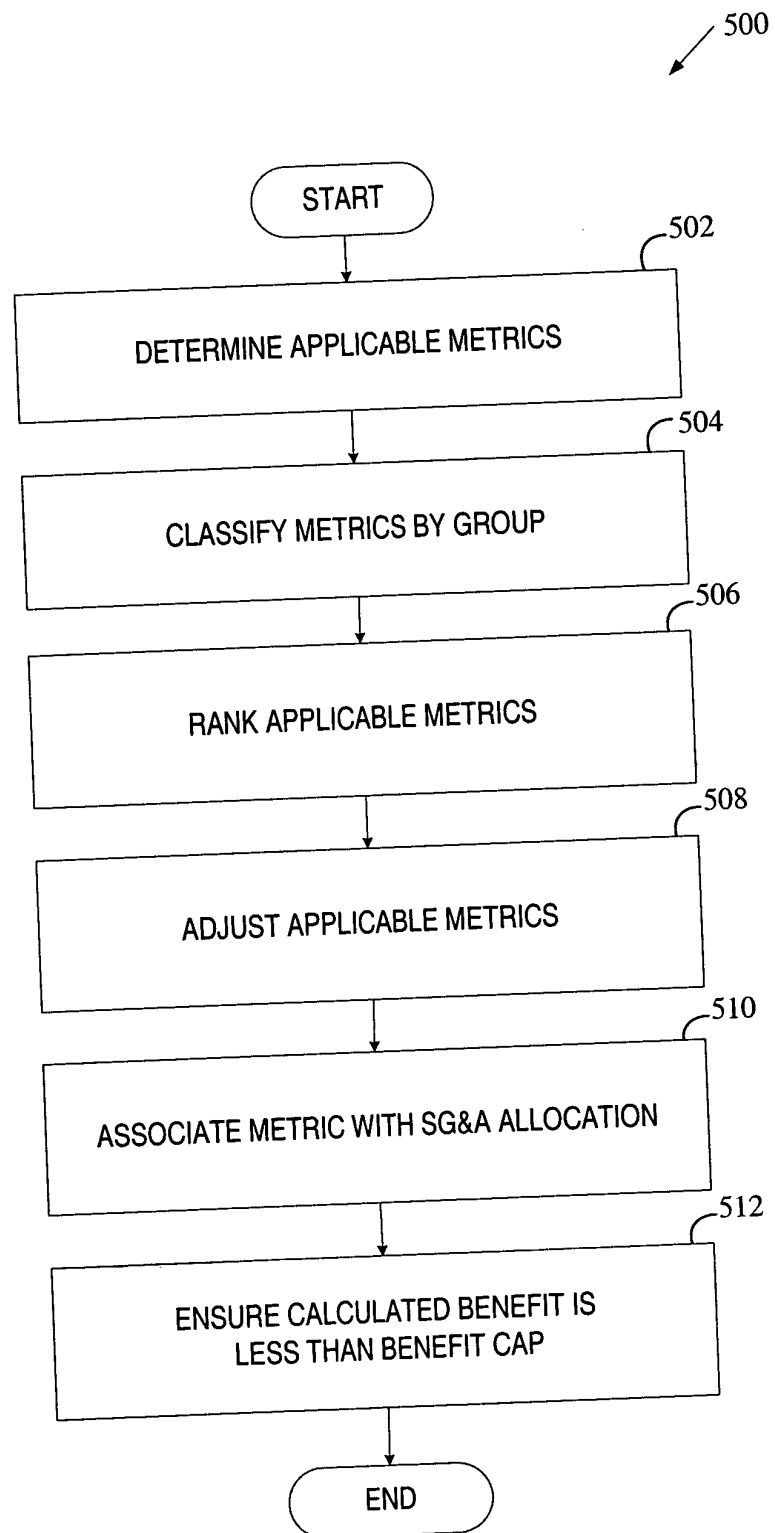 500
START
502
DETERMINE APPLICABLE METRICS
504
CLASSIFY METRICS BY GROUP
506
RANK APPLICABLE METRICS
508
ADJUST APPLICABLE METRICS
510
ASSOCIATE METRIC WITH SG&A ALLOCATION
512
ENSURE CALCULATED BENEFIT IS
LESS THAN BENEFIT CAP
END